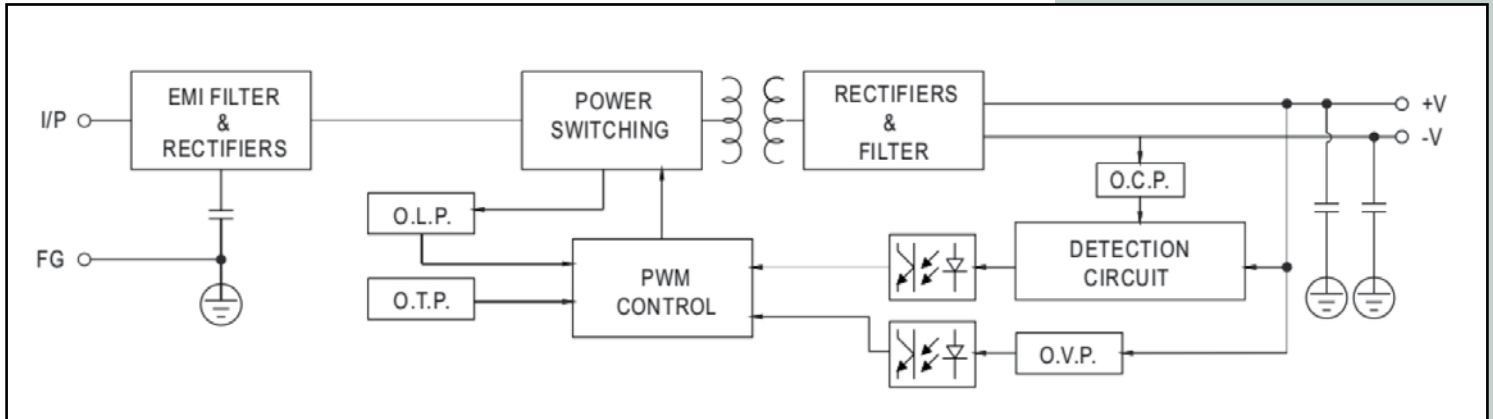 I/P
EMI FILTER
&
RECTIFIERS
POWER
SWITCHING
RECTIFIERS
&
FILTER
+V
-V
O.C.P.
O.L.P.
FG
PWM
CONTROL
DETECTION
CIRCUIT
O.T.P.
O.V.P.